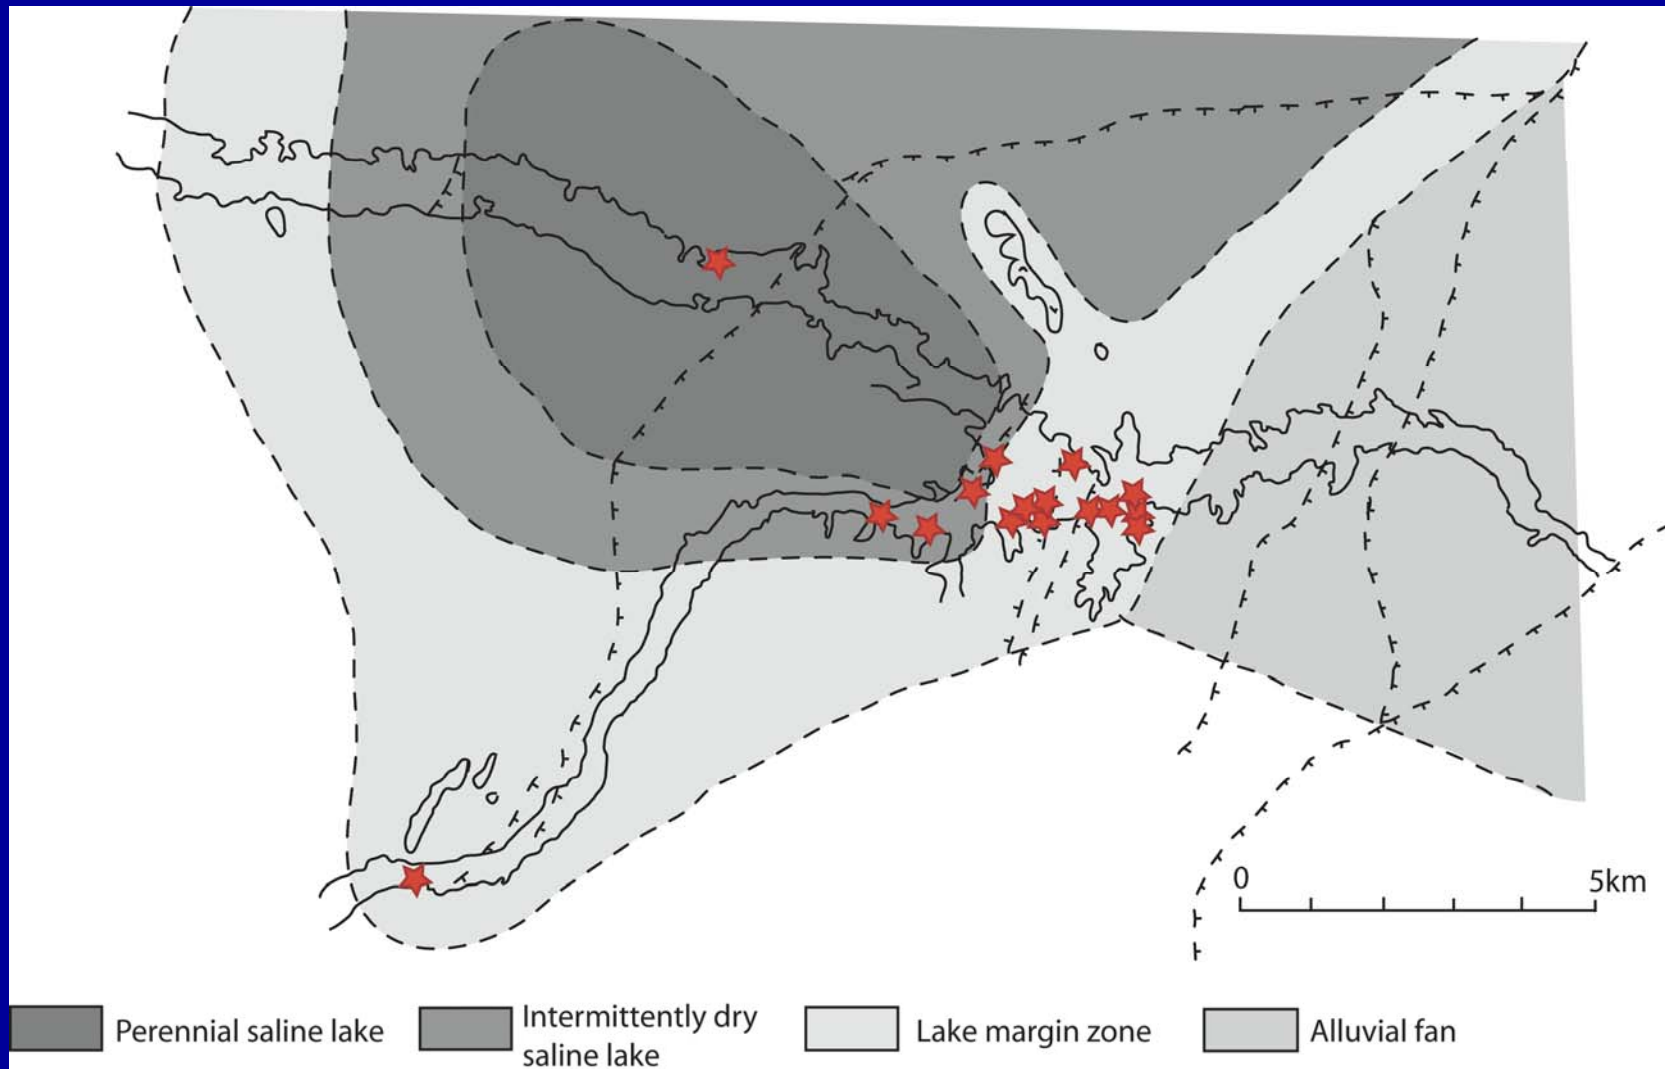 0 5km
Perennial saline lake
Intermittently dry
saline lake
Lake margin zone
Alluvial fan